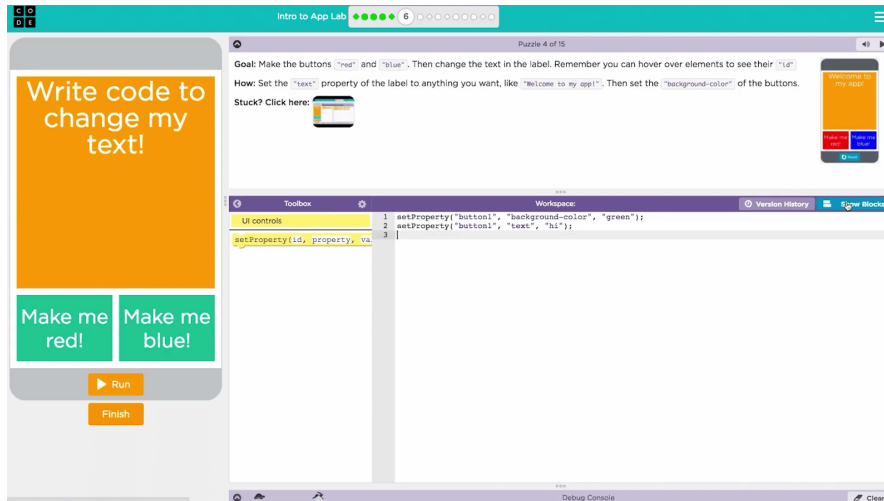 C O
D E
Intro to App Lab
6
Puzzle 4 of 15
Goal: Make the buttons "red" and "blue". Then change the text in the label. Remember you can hover over elements to see their "id"
How: Set the "text" property of the label to anything you want, like "Welcome to my app!". Then set the "background-color" of the buttons.
Stuck? Click here:
Welcome to
my app!
Make me
red!
Make me
blue!
Reset
Write code to
change my
text!
Make me
red!
Make me
blue!
Run
Finish
Toolbox
Workspace:
Version History
Show Blocks
UI controls
setProperty(id, property, va
1 setProperty("button1", "background-color", "green");
2 setProperty("button1", "text", "hi");
3
Debug Console
Clear